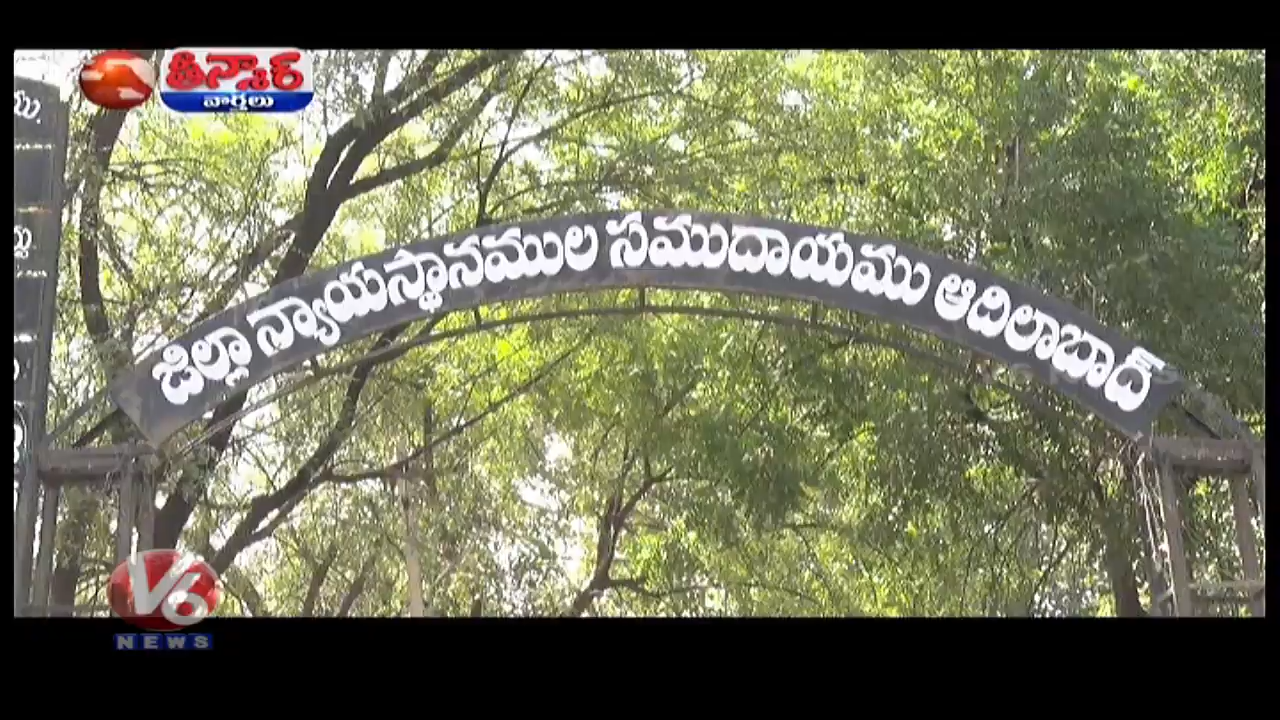 తీన్మార్
వార్తలు
యు.
జిల్లా న్యాయస్థానముల సముదాయము ఆదిలాబాద్
V6
NEWS